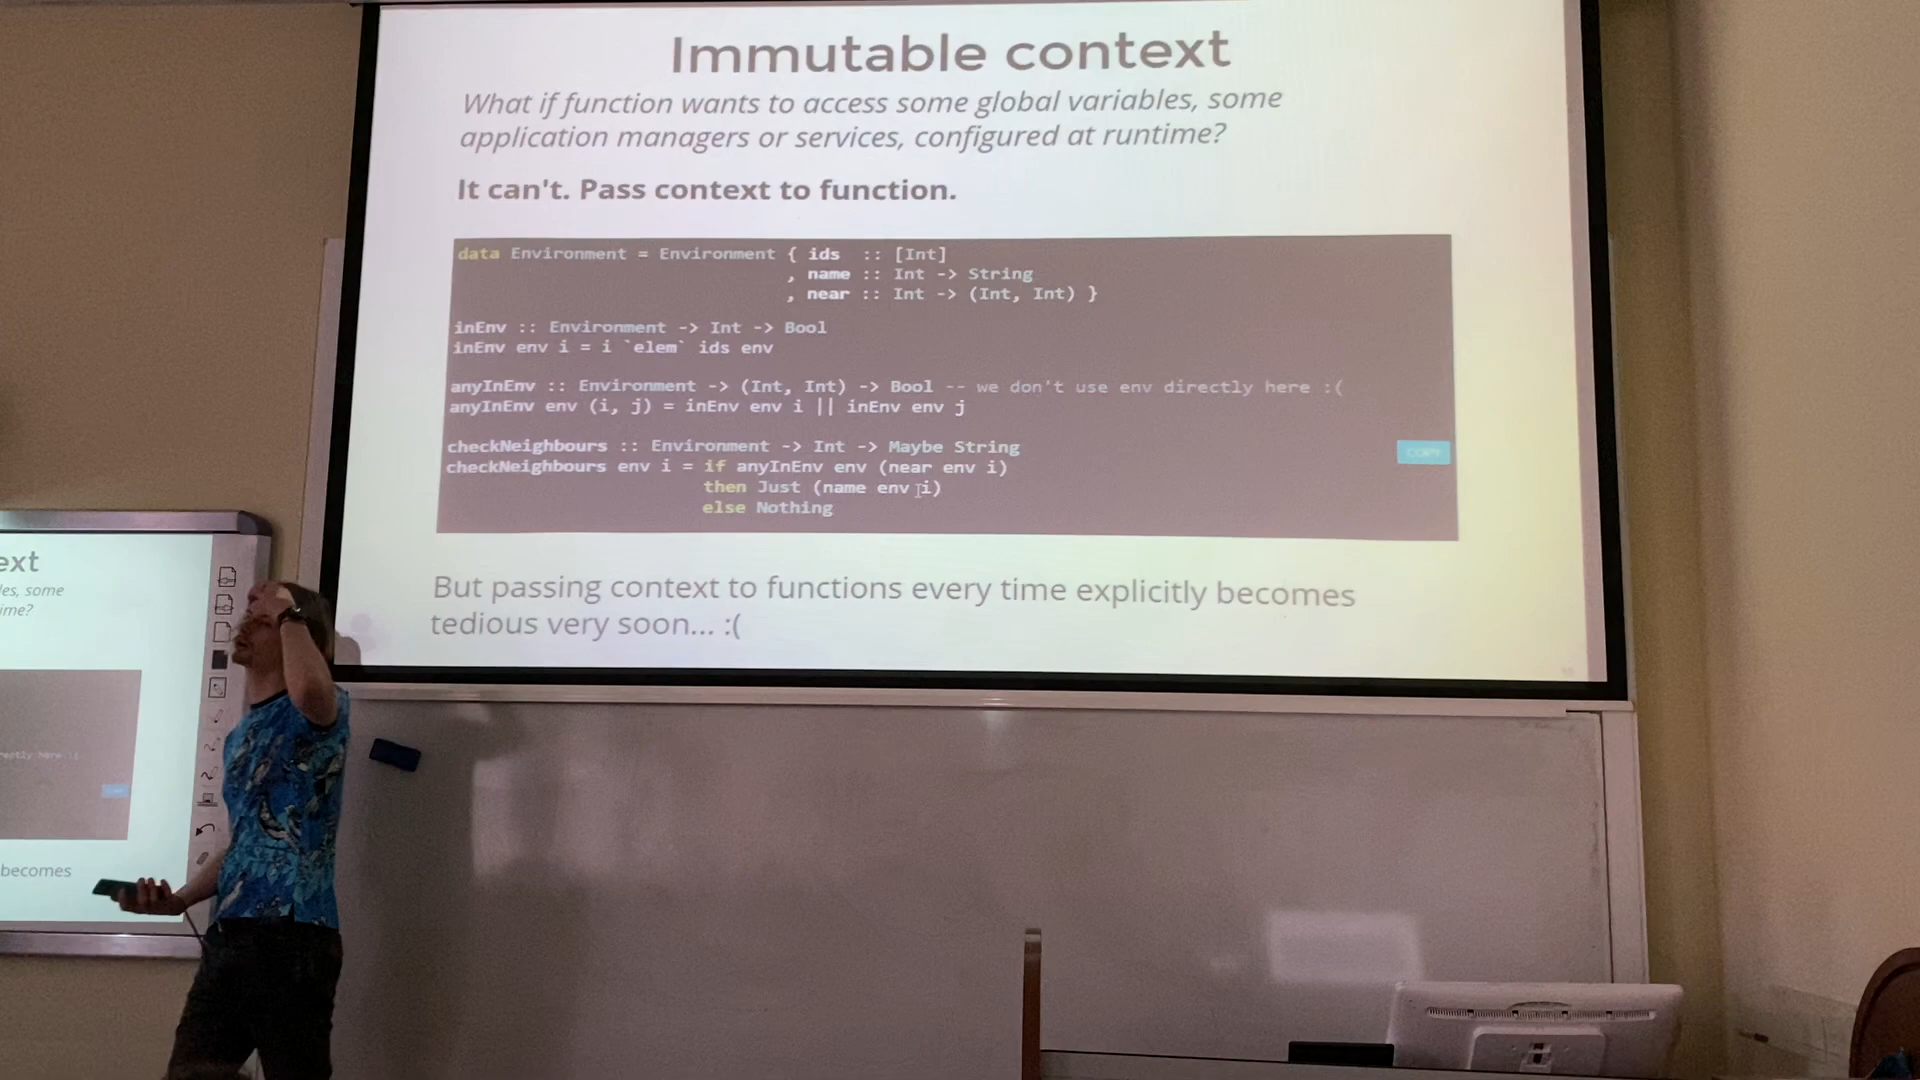 Immutable context
What if function wants to access some global variables, some
application managers or services, configured at runtime?
It can't. Pass context to function.
data Environment = Environment { ids  :: [Int]
, name :: Int -> String
, near :: Int -> (Int, Int) }
inEnv :: Environment -> Int -> Bool
inEnv env i = i `elem` ids env
anyInEnv :: Environment -> (Int, Int) -> Bool -- we don't use env directly here :(
anyInEnv env (i, j) = inEnv env i || inEnv env j
checkNeighbours :: Environment -> Int -> Maybe String
checkNeighbours env i = if anyInEnv env (near env i)
then Just (name env i)
else Nothing
COPY
But passing context to functions every time explicitly becomes
tedious very soon... :(
ext
les, some
ime?
rectly here :(
becomes